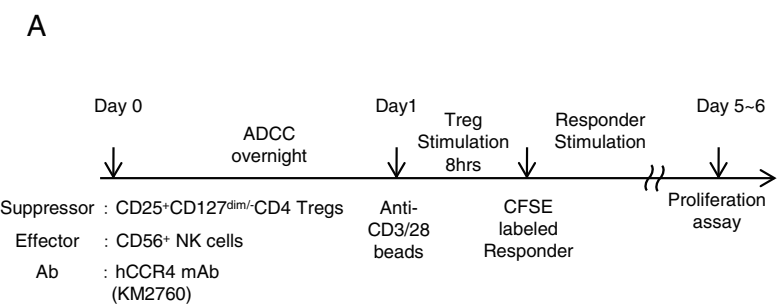 A
Day 0
ADCC
overnight
Day1
Treg
Stimulation
8hrs
Responder
Stimulation
Day 5~6
Suppressor : CD25⁺CD127ᵈⁱᵐ/⁻CD4 Tregs
Effector : CD56⁺ NK cells
Ab : hCCR4 mAb
(KM2760)
Anti-
CD3/28
beads
CFSE
labeled
Responder
Proliferation
assay